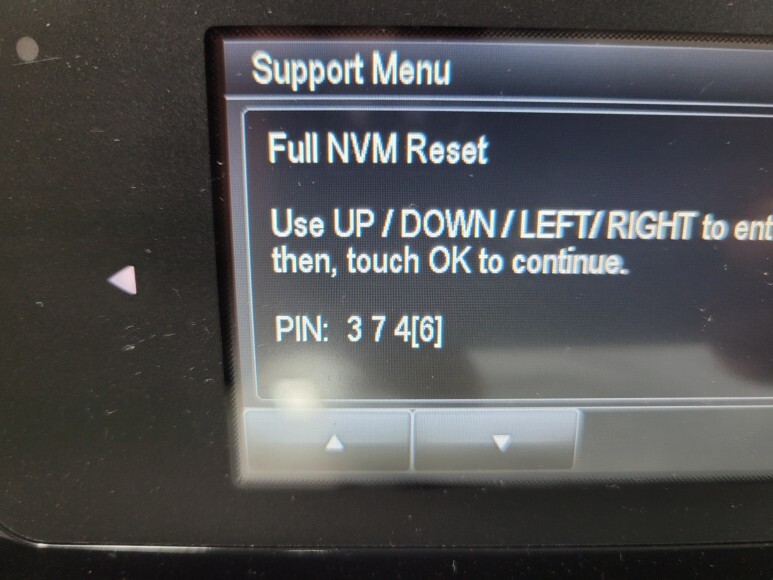 Support Menu
Full NVM Reset
Use UP / DOWN / LEFT/ RIGHT to ent
then, touch OK to continue.
PIN: 3 7 4[6]